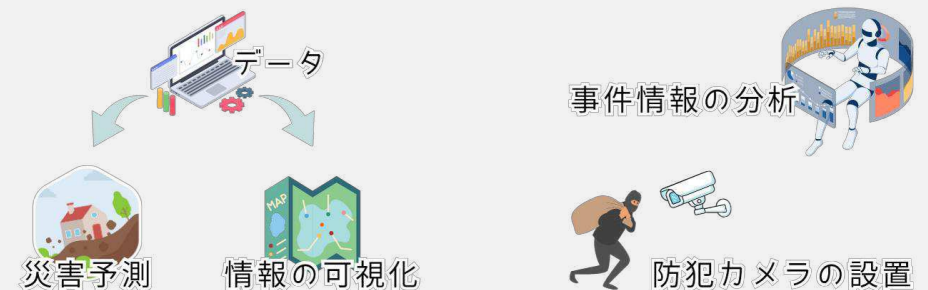 データ
災害予測
MAP
情報の可視化
事件情報の分析
防犯カメラの設置